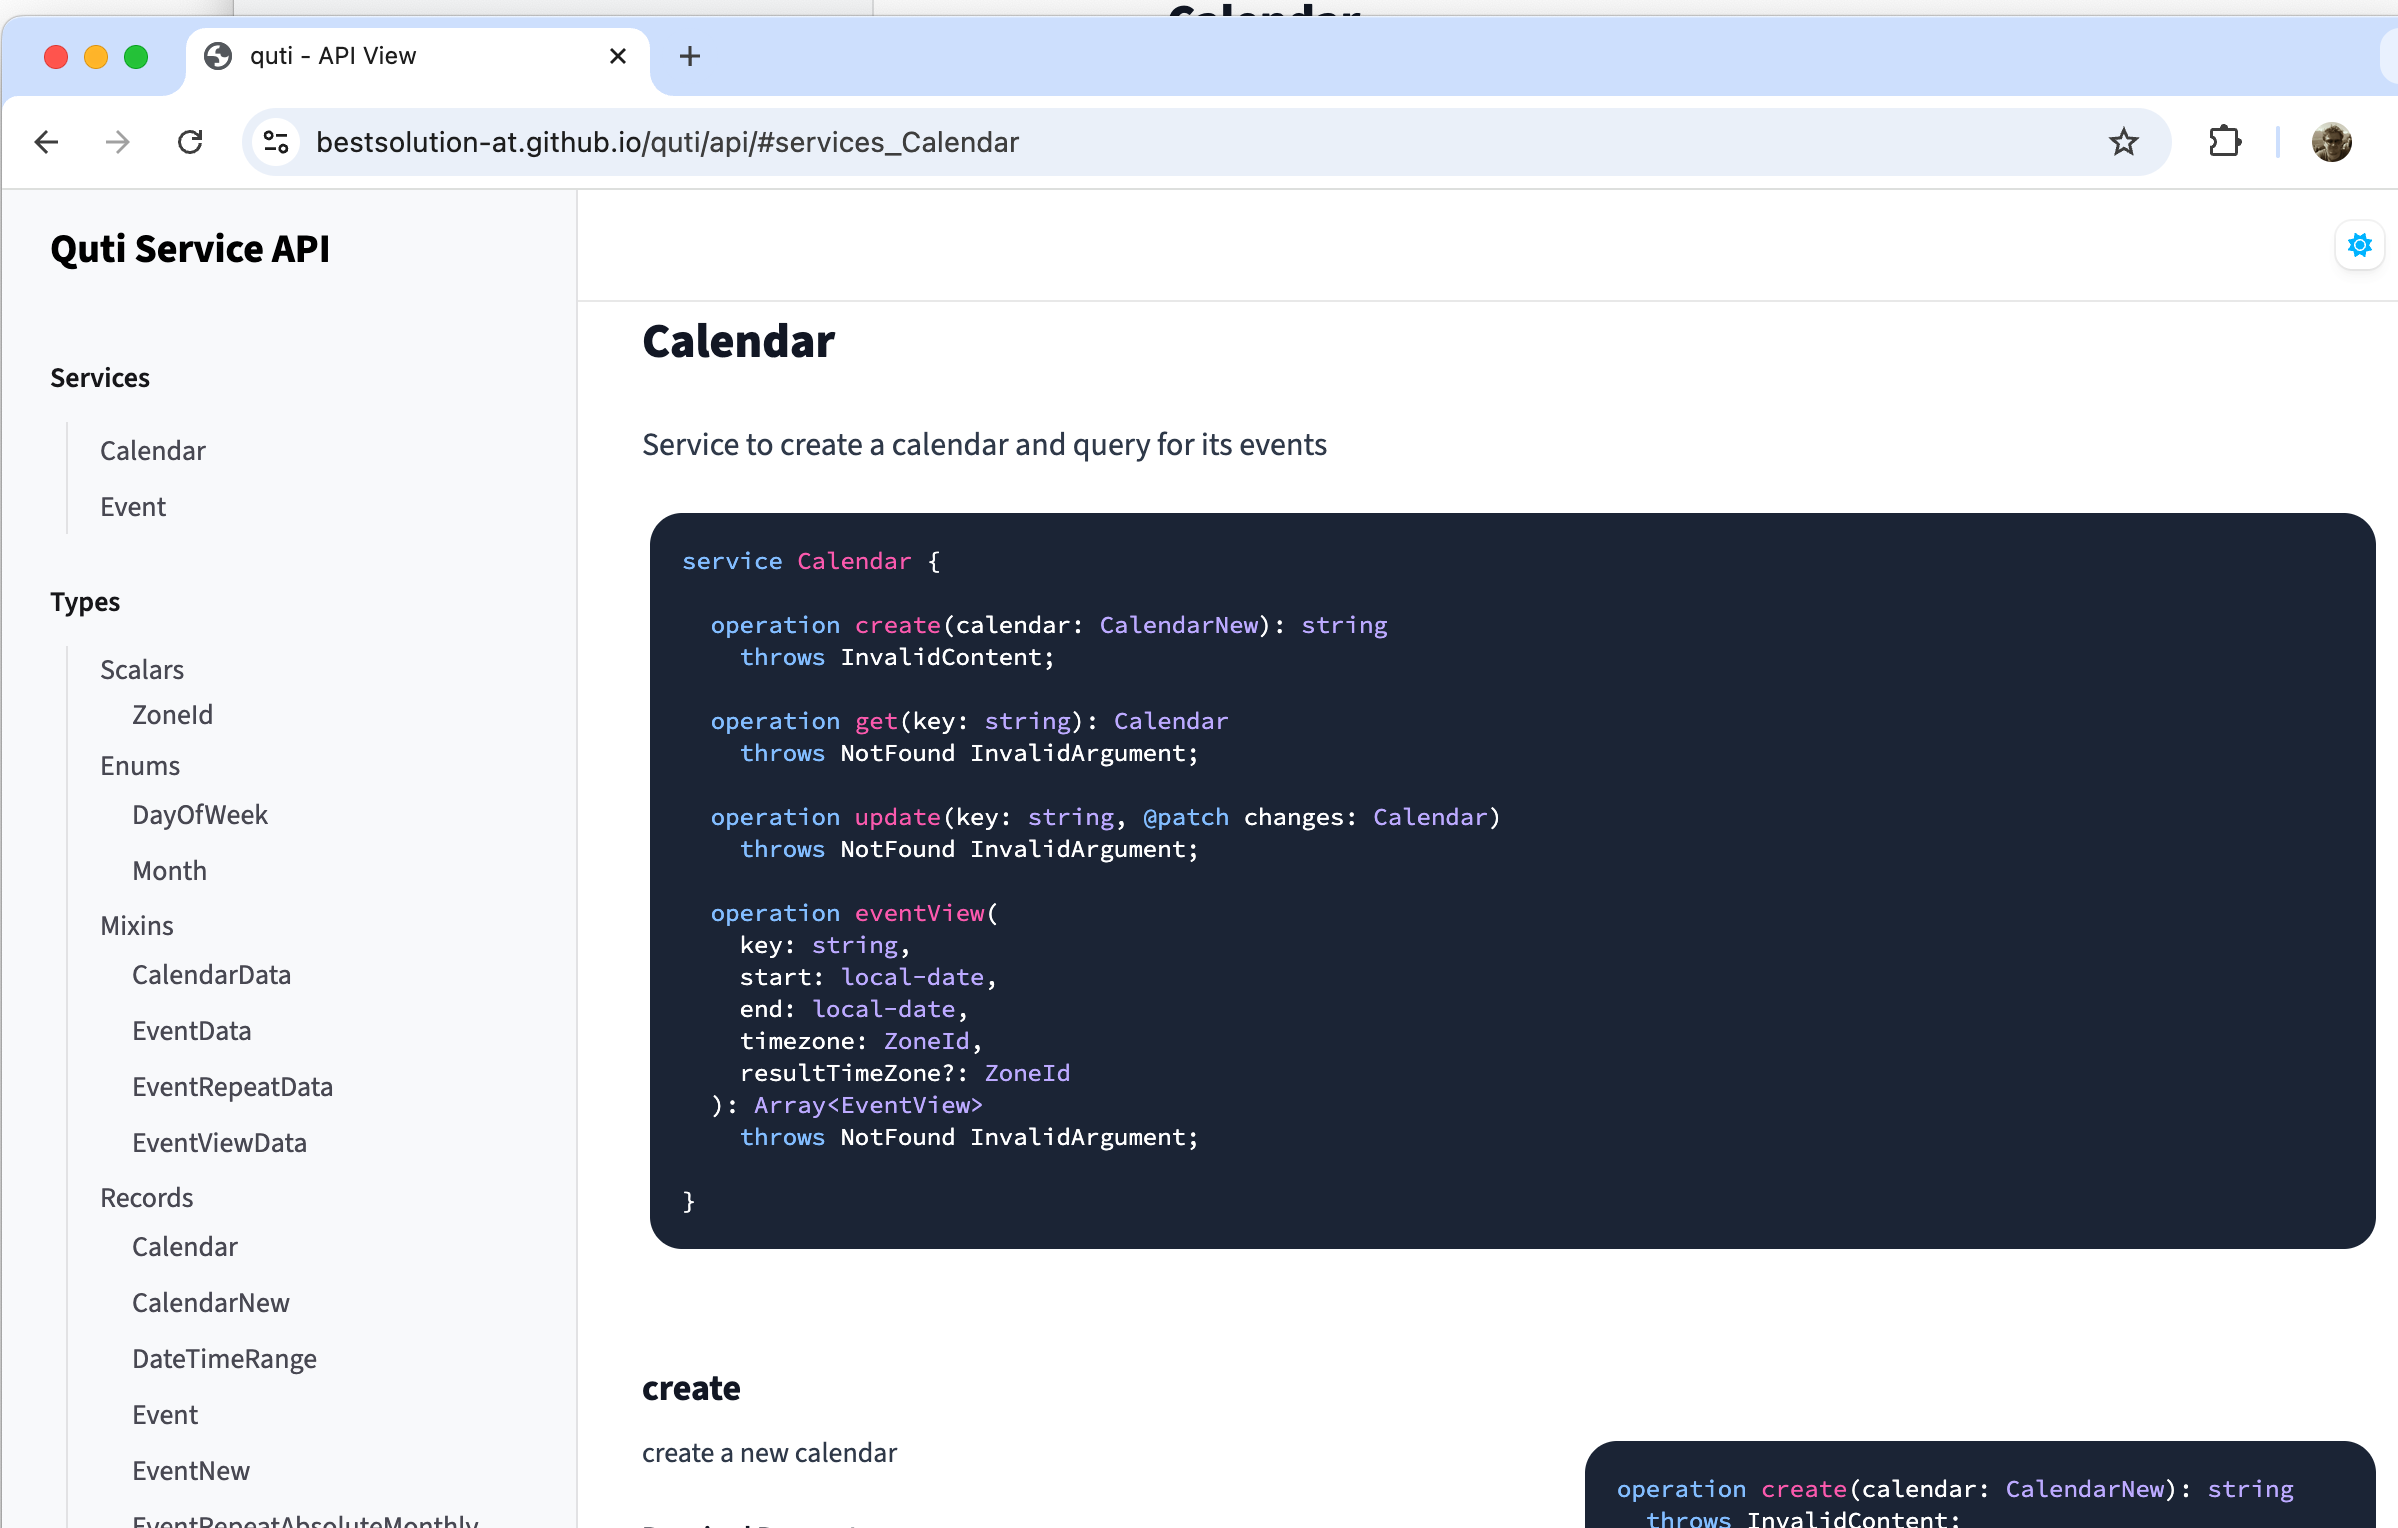 Calendar
quti - API View
bestsolution-at.github.io/quti/api/#services_Calendar
Quti Service API
Services
Calendar
Event
Types
Scalars
ZoneId
Enums
DayOfWeek
Month
Mixins
CalendarData
EventData
EventRepeatData
EventViewData
Records
Calendar
CalendarNew
DateTimeRange
Event
EventNew
EventRepeatAbsoluteMonthly
Calendar
Service to create a calendar and query for its events
service Calendar {
operation create(calendar: CalendarNew): string
throws InvalidContent;
operation get(key: string): Calendar
throws NotFound InvalidArgument;
operation update(key: string, @patch changes: Calendar)
throws NotFound InvalidArgument;
operation eventView(
key: string,
start: local-date,
end: local-date,
timezone: ZoneId,
resultTimeZone?: ZoneId
): Array<EventView>
throws NotFound InvalidArgument;
}
create
create a new calendar
operation create(calendar: CalendarNew): string
throws InvalidContent;